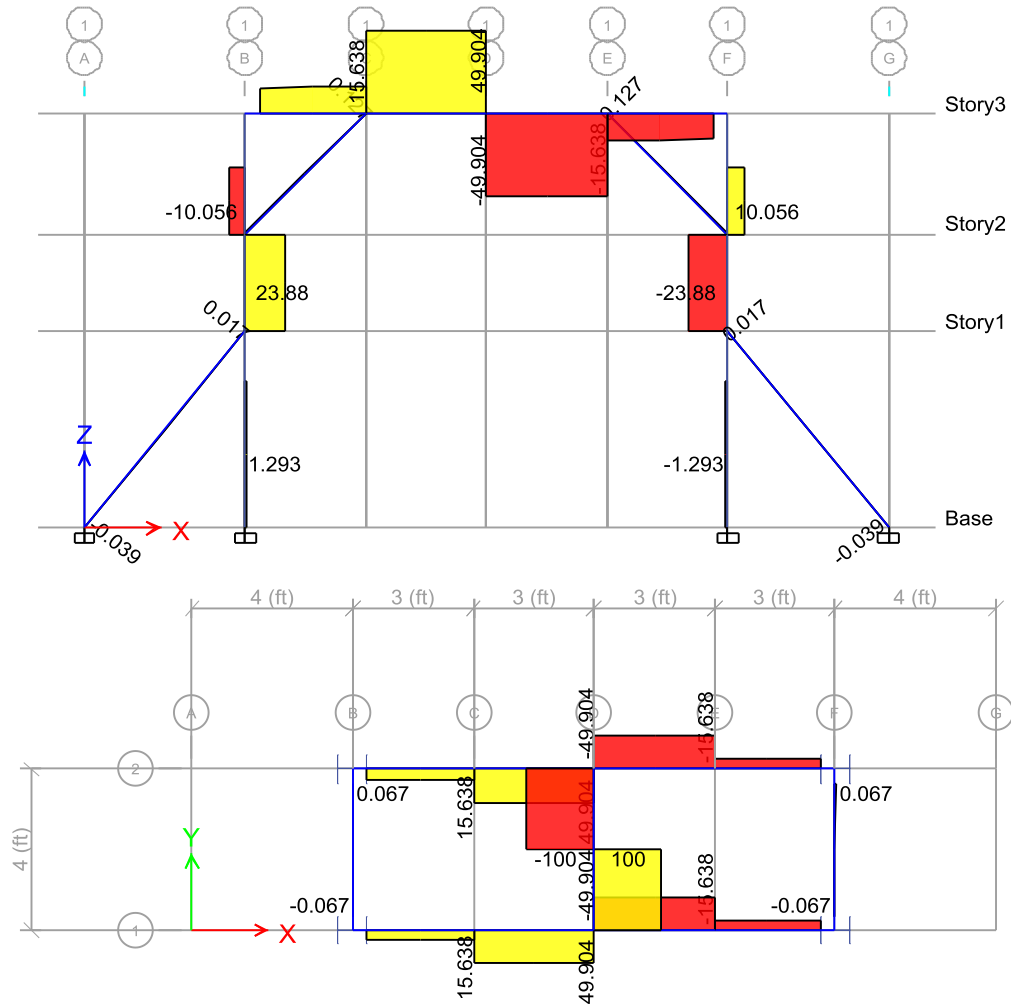 1 1 1 1 1 1 1
A B E F G
15.638
49.904
0.127
Story3
-49.904
-15.638
-10.056
10.056
Story2
23.88
-23.88
0.017
Story1
Z
1.293
-1.293
X
Base
-0.039
-0.039
4 (ft) 3 (ft) 3 (ft) 3 (ft) 3 (ft) 4 (ft)
A B C E F G
-49.904
-15.638
2
0.067
15.638
-49.904
0.067
4 (ft)
Y
-100 100
-49.904
-15.638
-0.067
-0.067
1
X
15.638
49.904